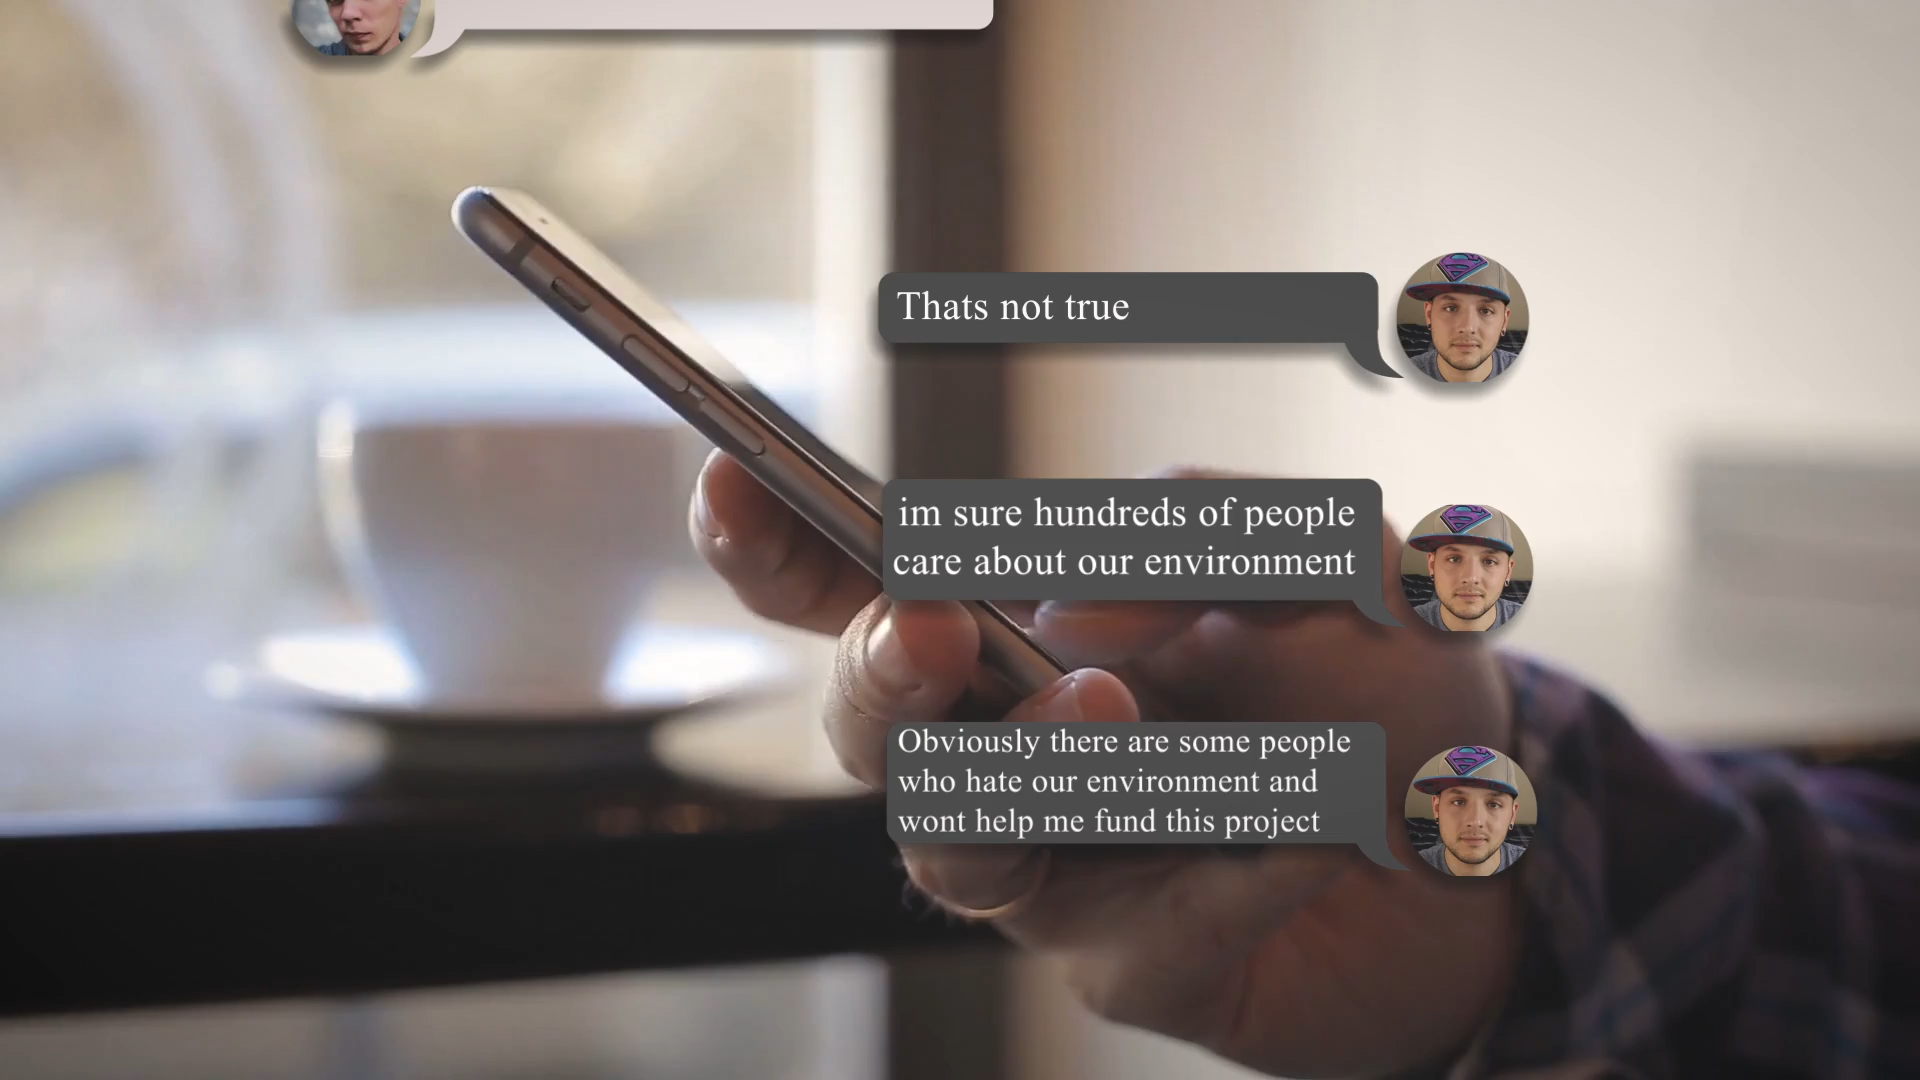 Thats not true
im sure hundreds of people
care about our environment
Obviously there are some people
who hate our environment and
wont help me fund this project